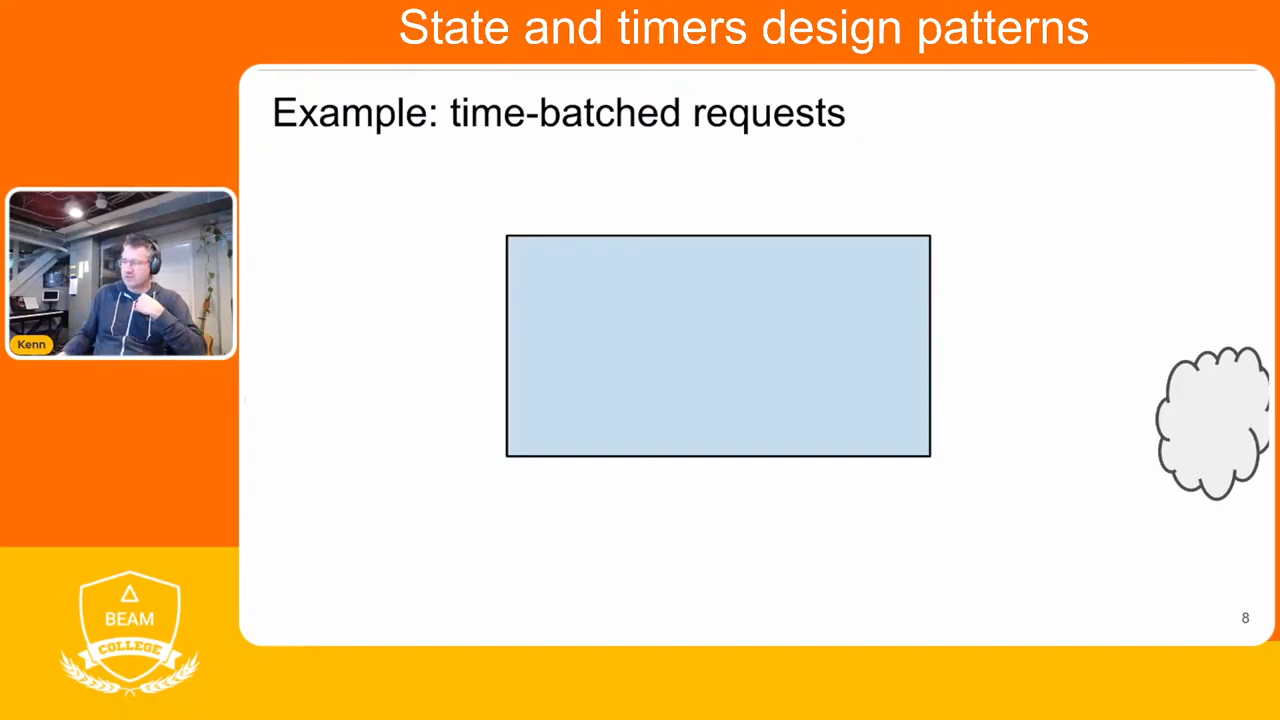 State and timers design patterns
Example: time-batched requests
Kenn
BEAM
COLLEGE
8